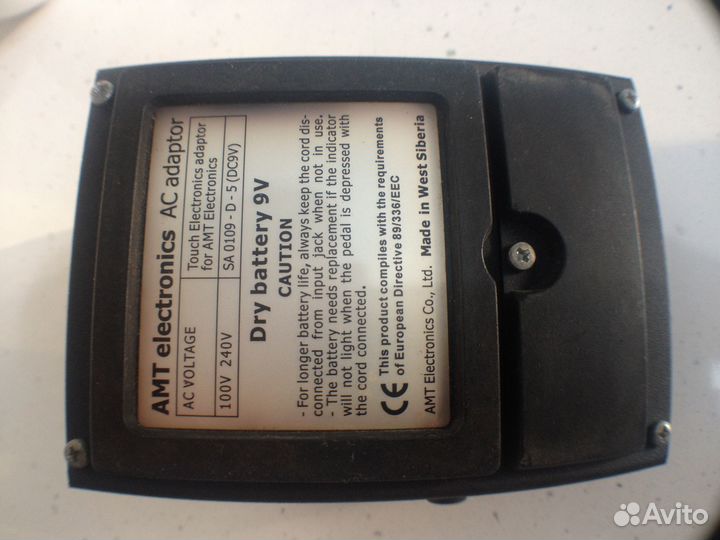 AMT electronics AC adaptor
AC VOLTAGE
Touch Electronics adaptor
for AMT Electronics
100V 240V
SA 0109 - D - 5 (DC9V)
Dry battery 9V
CAUTION
- For longer battery life, always keep the cord dis-
connected from input jack when not in use.
- The battery needs replacement if the indicator
will not light when the pedal is depressed with
the cord connected.
CE This product complies with the requirements
of European Directive 89/336/EEC
AMT Electronics Co., Ltd. Made in West Siberia
Avito